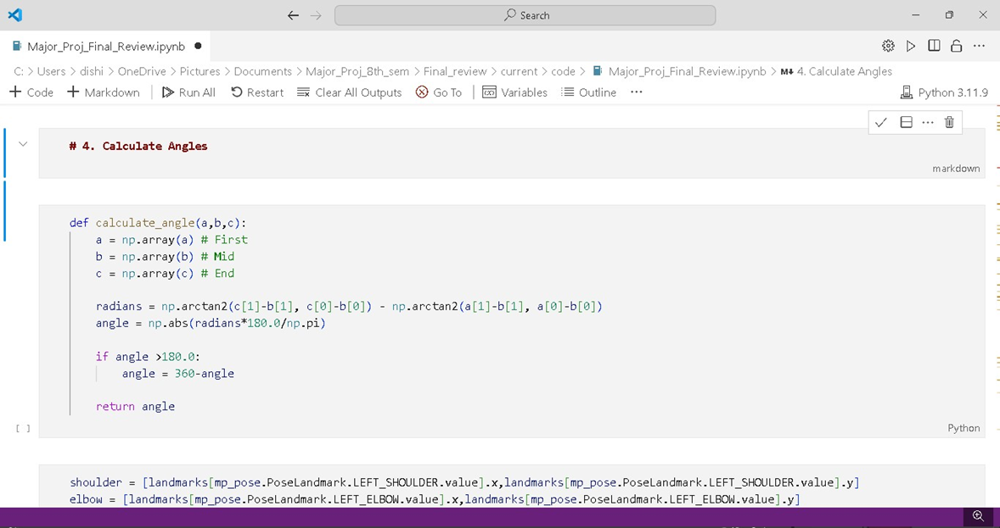 Search
Major_Proj_Final_Review.ipynb
C: > Users > dishi > OneDrive > Pictures > Documents > Major_Proj_8th_sem > Final_review > current > code > Major_Proj_Final_Review.ipynb > M↓ 4. Calculate Angles
+ Code + Markdown Run All Restart Clear All Outputs Go To Variables Outline ... Python 3.11.9
# 4. Calculate Angles
markdown
def calculate_angle(a,b,c):
    a = np.array(a) # First
    b = np.array(b) # Mid
    c = np.array(c) # End
    radians = np.arctan2(c[1]-b[1], c[0]-b[0]) - np.arctan2(a[1]-b[1], a[0]-b[0])
    angle = np.abs(radians*180.0/np.pi)
    if angle >180.0:
        angle = 360-angle
    return angle
[ ] Python
shoulder = [landmarks[mp_pose.PoseLandmark.LEFT_SHOULDER.value].x,landmarks[mp_pose.PoseLandmark.LEFT_SHOULDER.value].y]
elbow = [landmarks[mp_pose.PoseLandmark.LEFT_ELBOW.value].x,landmarks[mp_pose.PoseLandmark.LEFT_ELBOW.value].y]